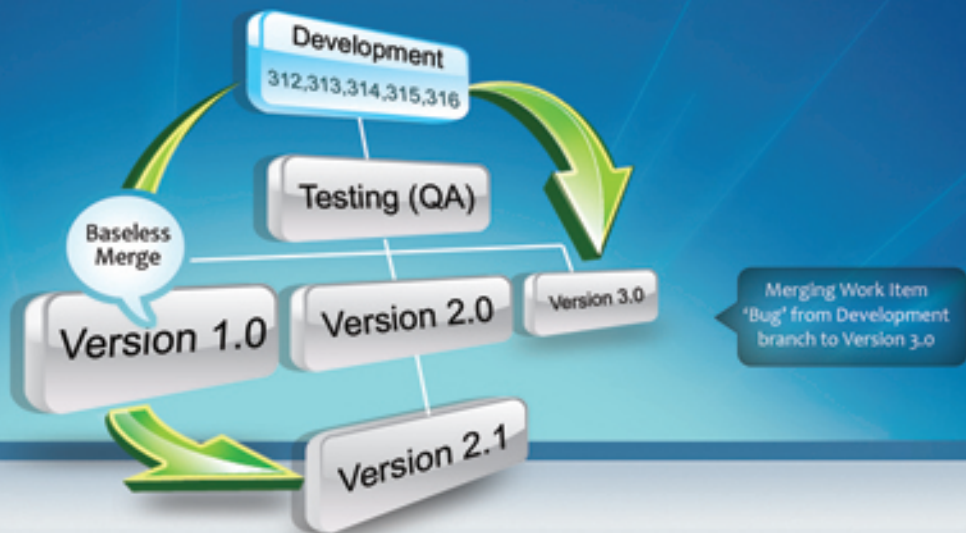 Development
312,313,314,315,316
Testing (QA)
Baseless
Merge
Version 1.0
Version 2.0
Version 3.0
Merging Work Item
'Bug' from Development
branch to Version 3.0
Version 2.1